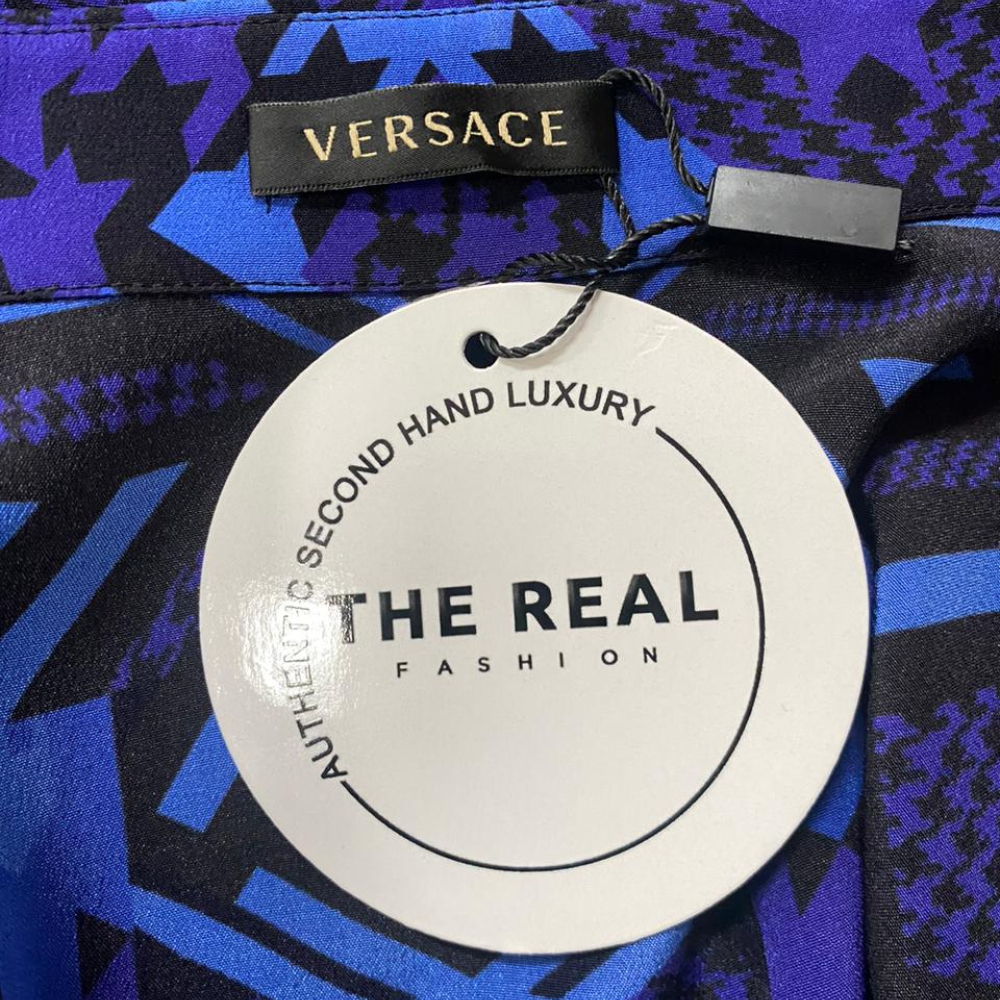 VERSACE
AUTHENTIC SECOND HAND LUXURY
THE REAL
FASHION